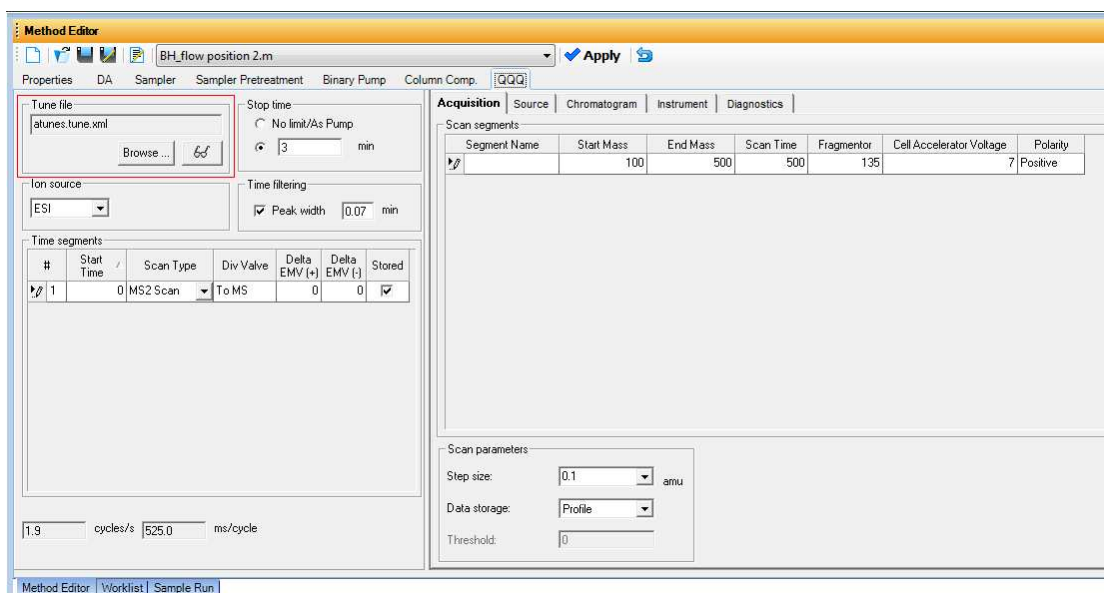 Method Editor
BH_flow position 2.m Apply
Properties DA Sampler Sampler Pretreatment Binary Pump Column Comp. QQQ
Tune file
atunes.tune.xml
Browse ...
Stop time
No limit/As Pump
3 min
Ion source
ESI
Time filtering
Peak width 0.07 min
Time segments
# Start Time Scan Type Div Valve Delta EMV (+) Delta EMV (-) Stored
1 0 MS2 Scan To MS 0 0
1.9 cycles/s 525.0 ms/cycle
Acquisition Source Chromatogram Instrument Diagnostics
Scan segments
Segment Name Start Mass End Mass Scan Time Fragmentor Cell Accelerator Voltage Polarity
100 500 500 135 7 Positive
Scan parameters
Step size: 0.1 amu
Data storage: Profile
Threshold: 0
Method Editor Worklist Sample Run